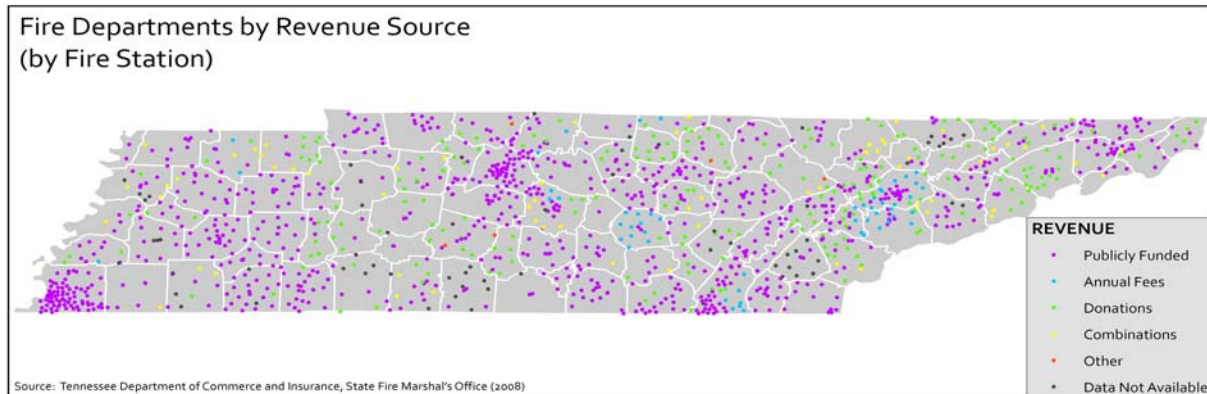 Fire Departments by Revenue Source
(by Fire Station)
REVENUE
Publicly Funded
Annual Fees
Donations
Combinations
Other
Data Not Available
Source: Tennessee Department of Commerce and Insurance, State Fire Marshal's Office (2008)